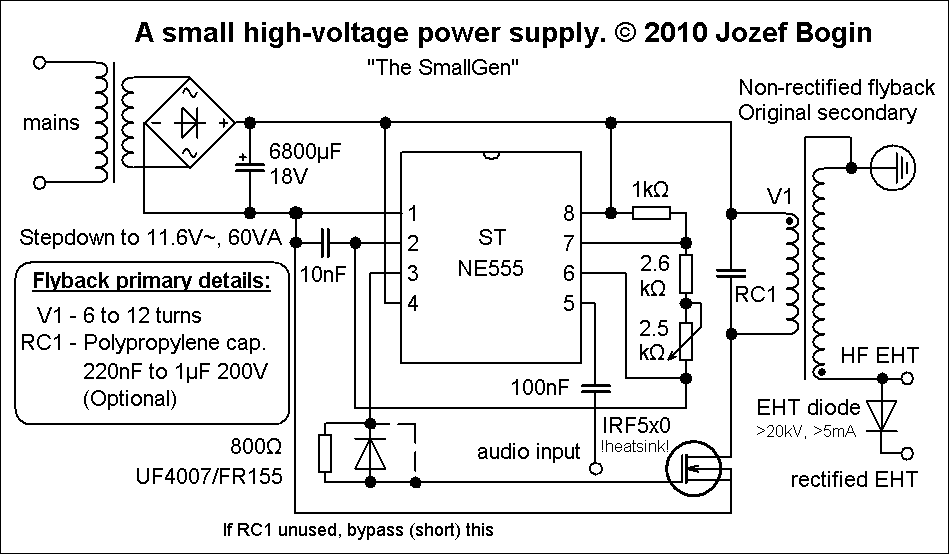 A small high-voltage power supply. © 2010 Jozef Bogin
"The SmallGen"
mains
6800µF
18V
Stepdown to 11.6V~, 60VA
10nF
Flyback primary details:
V1 - 6 to 12 turns
RC1 - Polypropylene cap.
220nF to 1µF 200V
(Optional)
1
2
3
4
ST
NE555
8
7
6
5
1kΩ
2.6
kΩ
2.5
kΩ
100nF
audio input
IRF5x0
!heatsink!
RC1
V1
Non-rectified flyback
Original secondary
HF EHT
EHT diode
>20kV, >5mA
rectified EHT
800Ω
UF4007/FR155
If RC1 unused, bypass (short) this